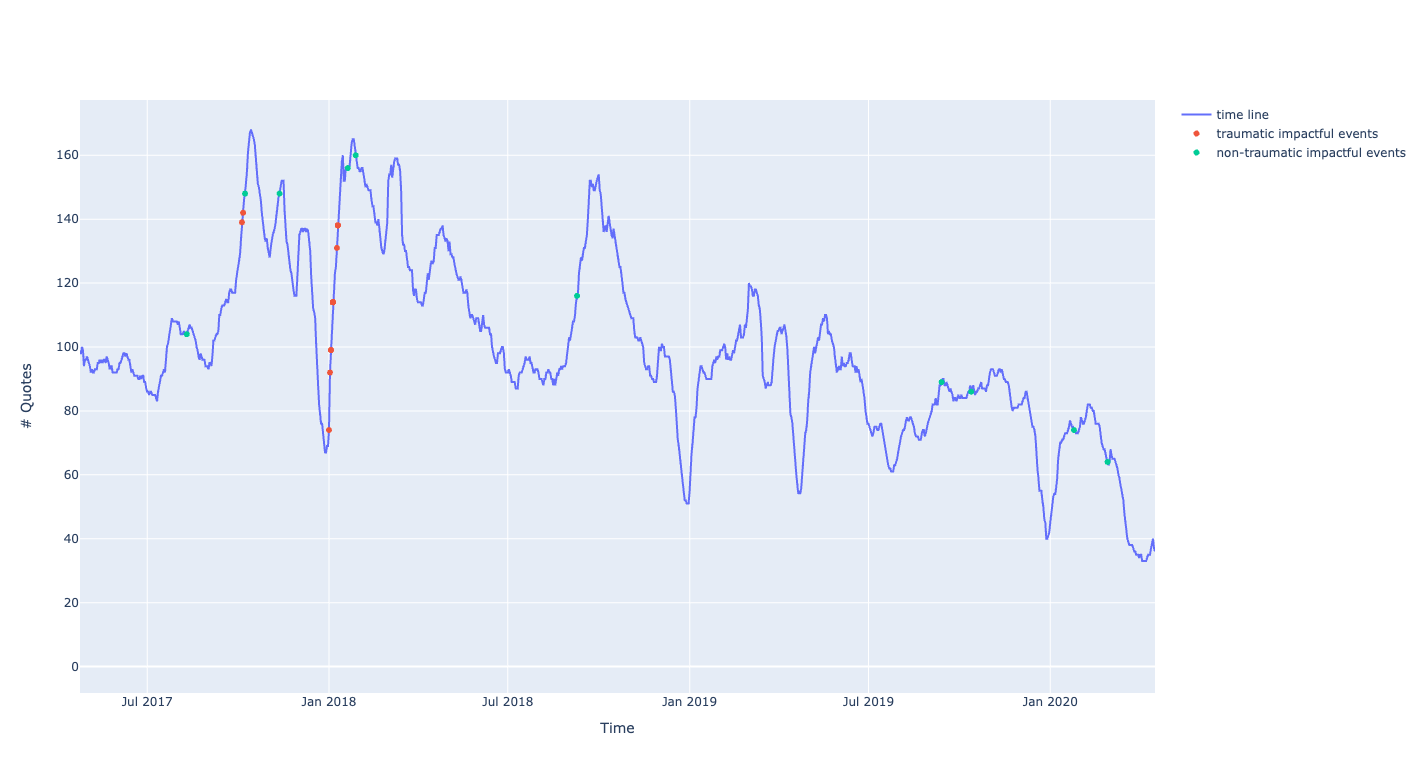 time line
traumatic impactful events
non-traumatic impactful events
160
140
120
100
80
60
40
20
0
# Quotes
Jul 2017
Jan 2018
Jul 2018
Jan 2019
Jul 2019
Jan 2020
Time